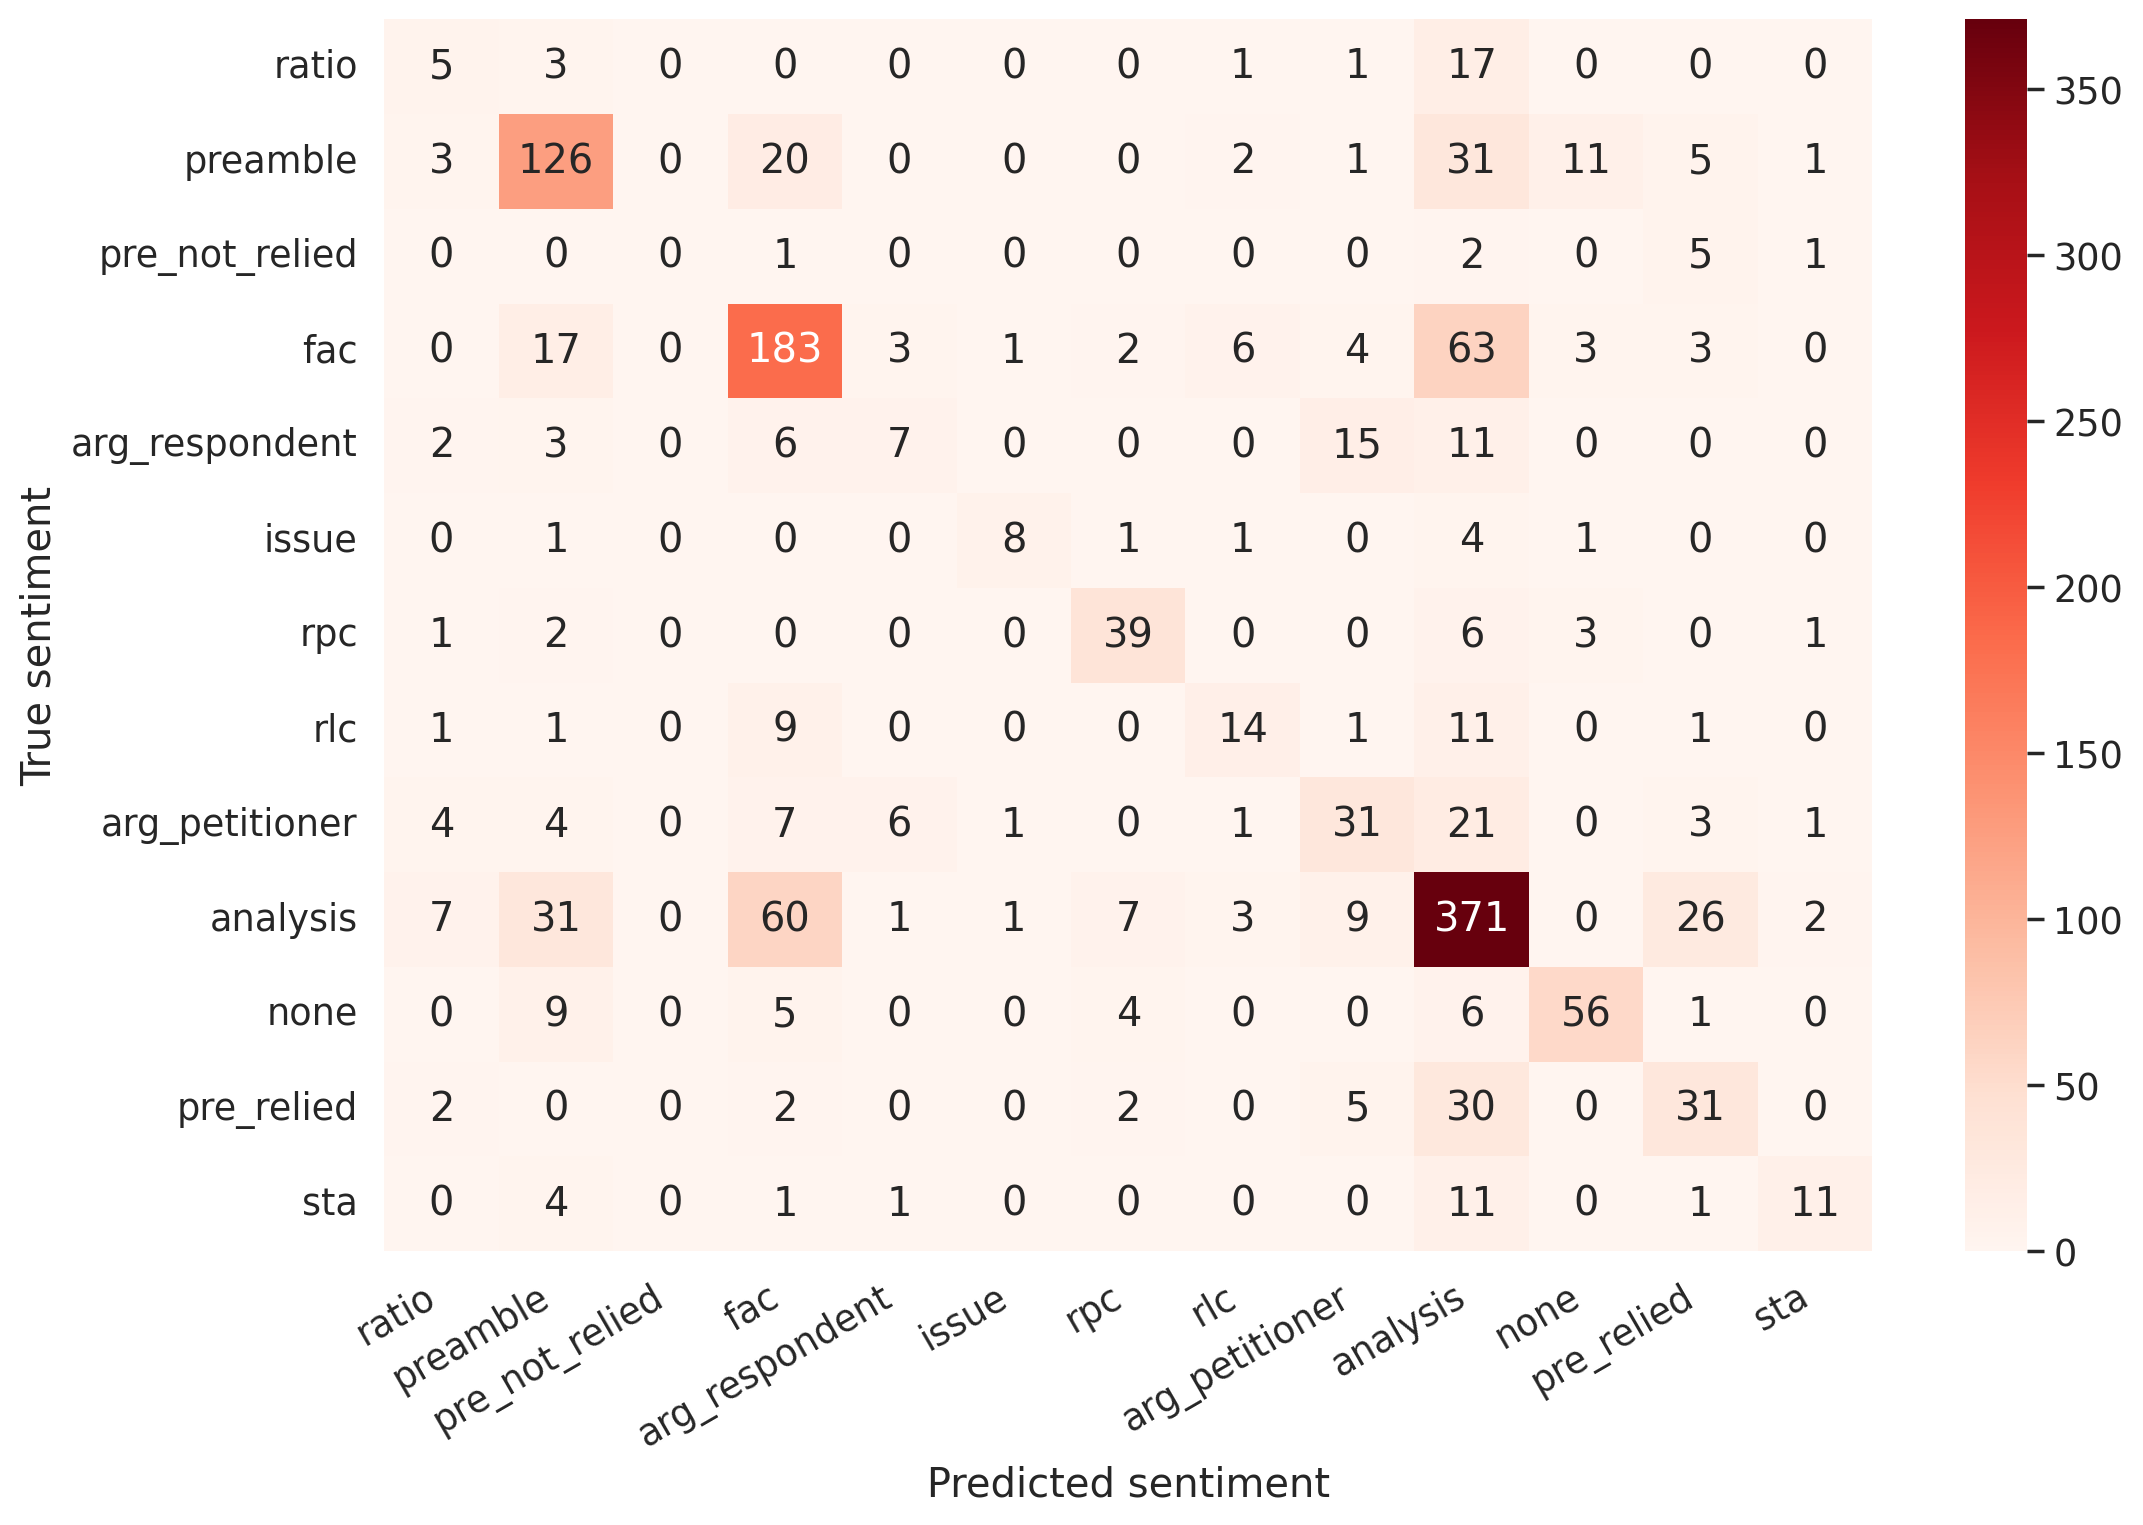 ratio 5 3 0 0 0 0 0 1 1 17 0 0 0
preamble 3 126 0 20 0 0 0 2 1 31 11 5 1
pre_not_relied 0 0 0 1 0 0 0 0 0 2 0 5 1
fac 0 17 0 183 3 1 2 6 4 63 3 3 0
arg_respondent 2 3 0 6 7 0 0 0 15 11 0 0 0
issue 0 1 0 0 0 8 1 1 0 4 1 0 0
rpc 1 2 0 0 0 0 39 0 0 6 3 0 1
rlc 1 1 0 9 0 0 0 14 1 11 0 1 0
arg_petitioner 4 4 0 7 6 1 0 1 31 21 0 3 1
analysis 7 31 0 60 1 1 7 3 9 371 0 26 2
none 0 9 0 5 0 0 4 0 0 6 56 1 0
pre_relied 2 0 0 2 0 0 2 0 5 30 0 31 0
sta 0 4 0 1 1 0 0 0 0 11 0 1 11
True sentiment
ratio preamble pre_not_relied fac arg_respondent issue rpc rlc arg_petitioner analysis none pre_relied sta
Predicted sentiment
350
300
250
200
150
100
50
0